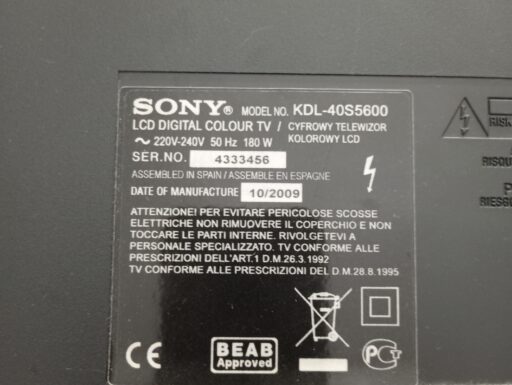 SONY® MODEL NO. KDL-40S5600
LCD DIGITAL COLOUR TV / CYFROWY TELEWIZOR
KOLOROWY LCD
~ 220V-240V 50 Hz 180 W
SER.NO. 4333456
ASSEMBLED IN SPAIN / ASSEMBLE EN ESPAGNE
DATE OF MANUFACTURE 10/2009
ATTENZIONE! PER EVITARE PERICOLOSE SCOSSE
ELETTRICHE NON RIMUOVERE IL COPERCHIO E NON
TOCCARE LE PARTI INTERNE. RIVOLGETEVI A
PERSONALE SPECIALIZZATO. TV CONFORME ALLE
PRESCRIZIONI DELL'ART.1 D.M.26.3.1992
TV CONFORME ALLE PRESCRIZIONI DEL D.M.28.8.1995
CE
BEAB
Approved
RISK
RISQU
RIESGO